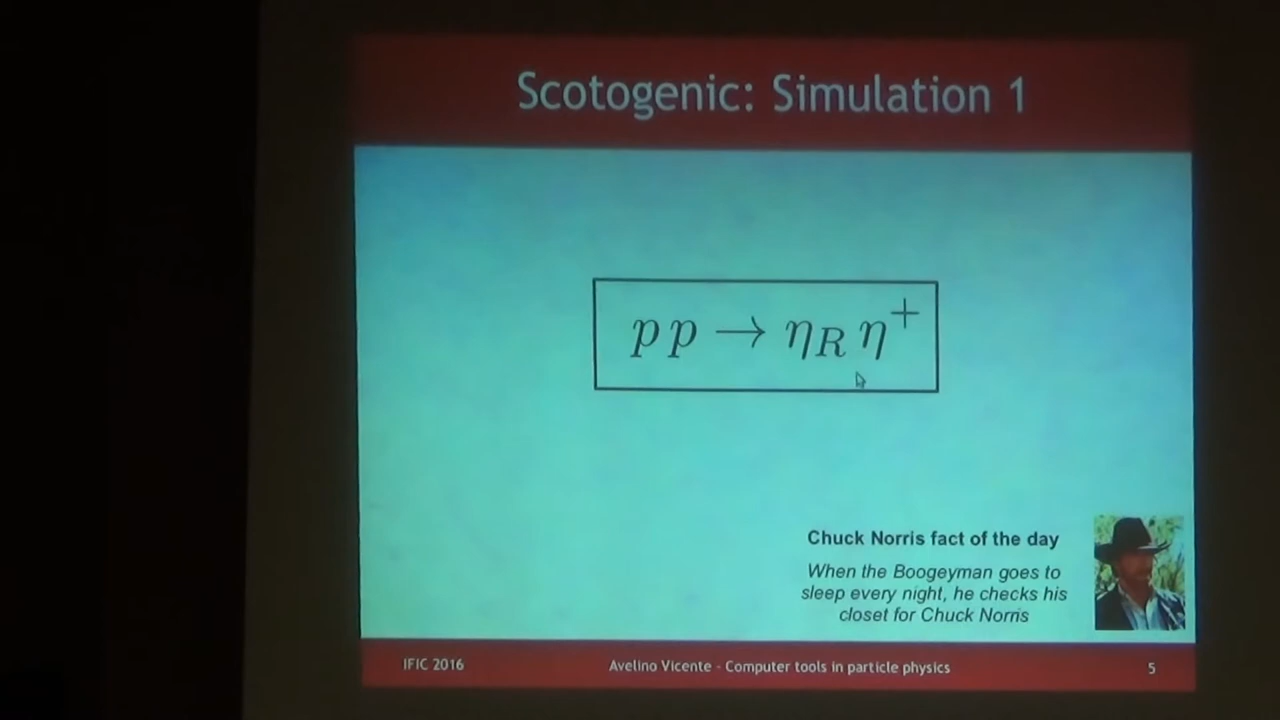 Scotogenic: Simulation 1
p p → η_R η^+
Chuck Norris fact of the day
When the Boogeyman goes to
sleep every night, he checks his
closet for Chuck Norris
IFIC 2016
Avelino Vicente - Computer tools in particle physics
5